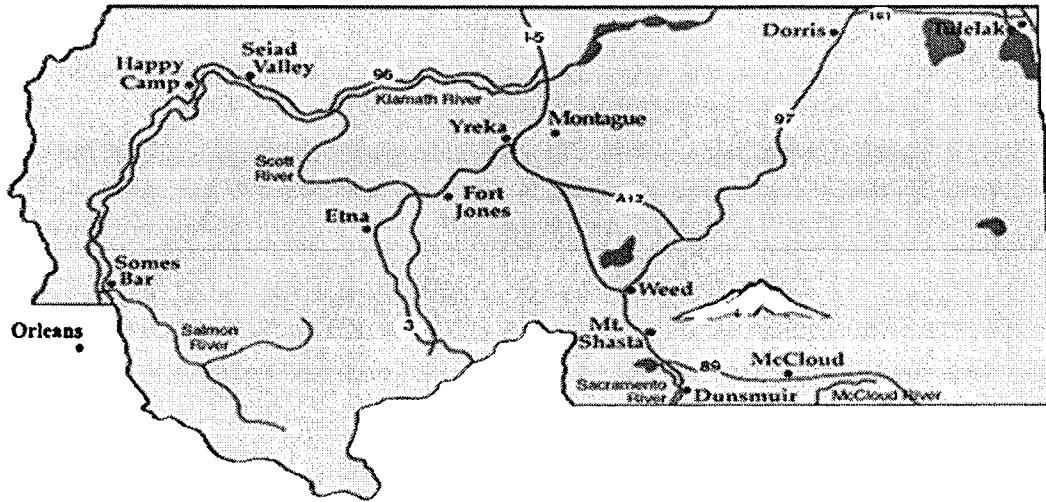 I-5
161
Dorris
Tulelake
Seiad
Valley
Happy
Camp
96
Klamath River
97
Yreka
Montague
Scott
River
Fort
Jones
A12
Etna
Somes
Bar
Weed
Orleans
Salmon
River
3
Mt.
Shasta
89
McCloud
Sacramento
River
Dunsmuir
McCloud River